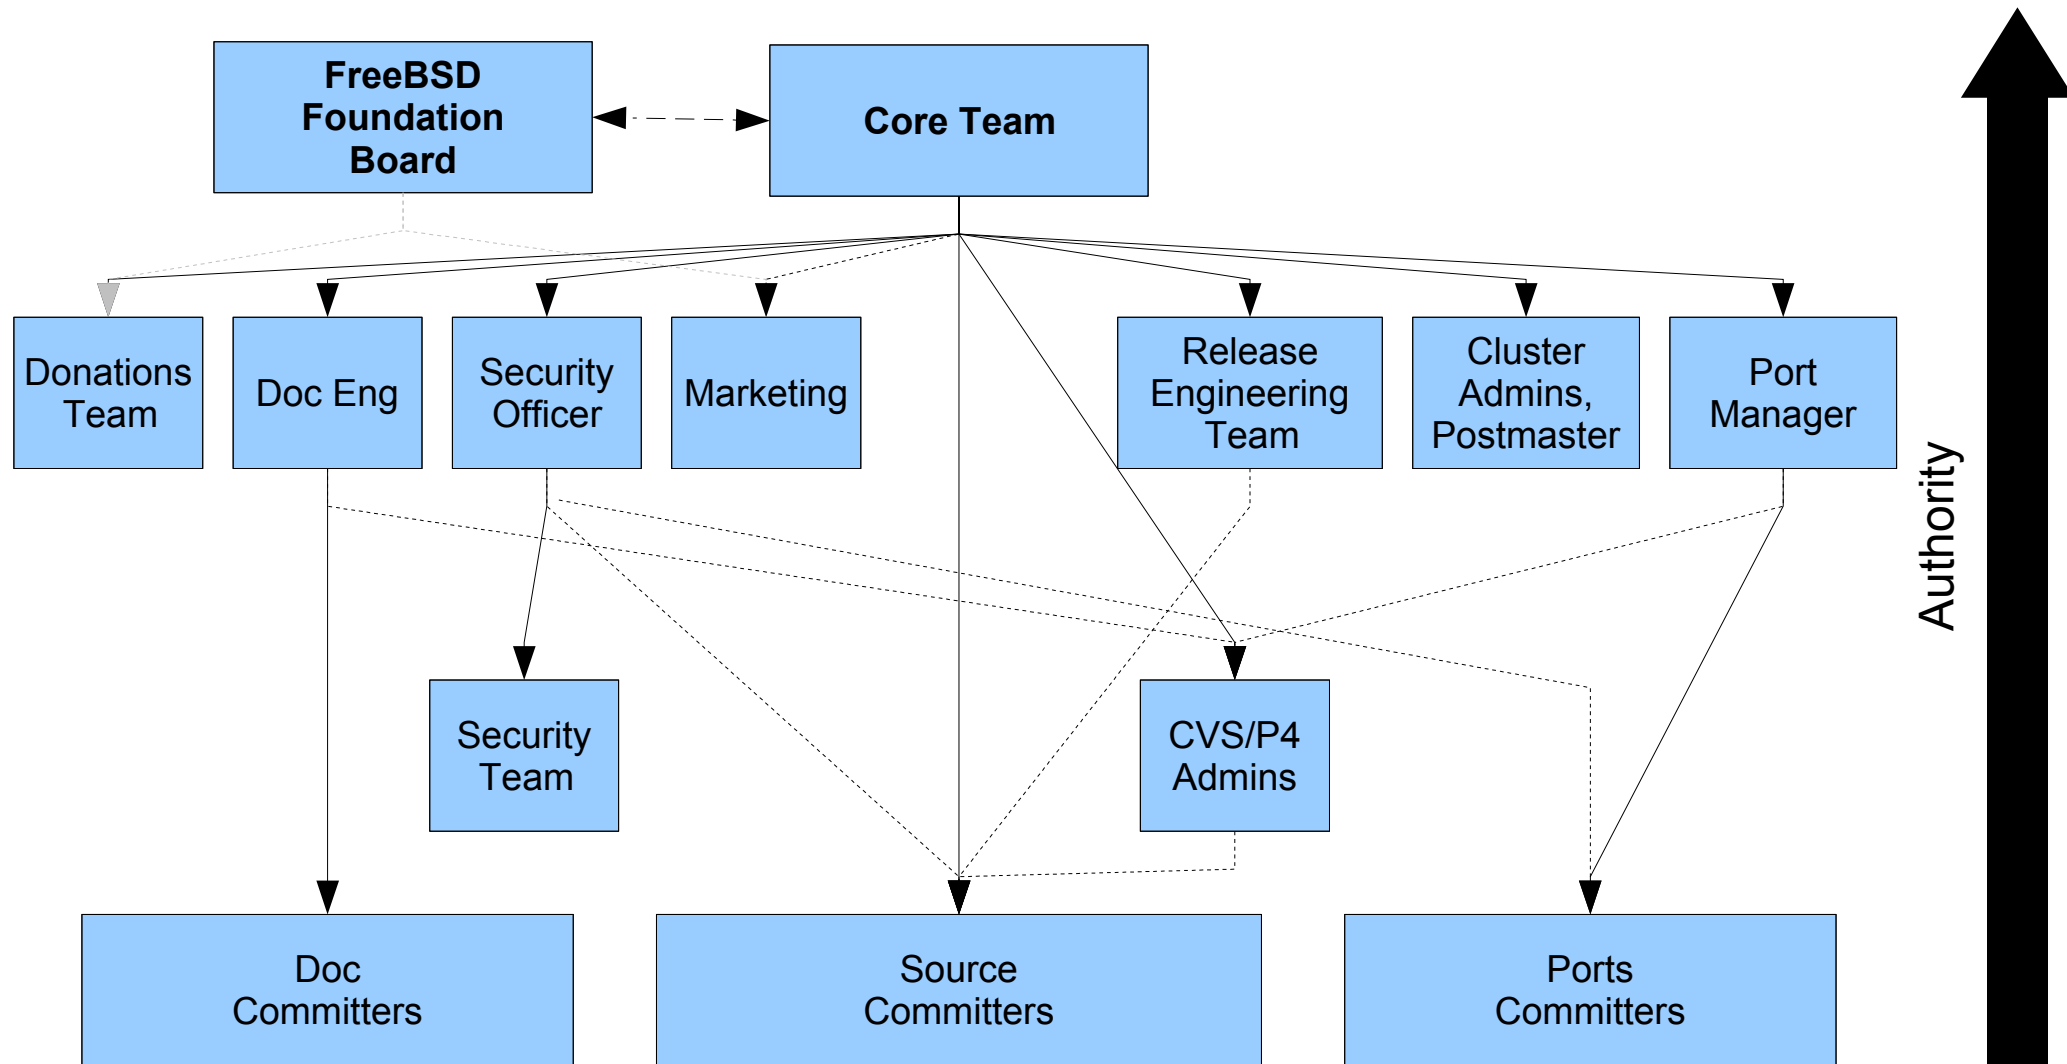 FreeBSD
Foundation
Board
Core Team
Donations
Team
Doc Eng
Security
Officer
Marketing
Release
Engineering
Team
Cluster
Admins,
Postmaster
Port
Manager
Authority
Security
Team
CVS/P4
Admins
Doc
Committers
Source
Committers
Ports
Committers